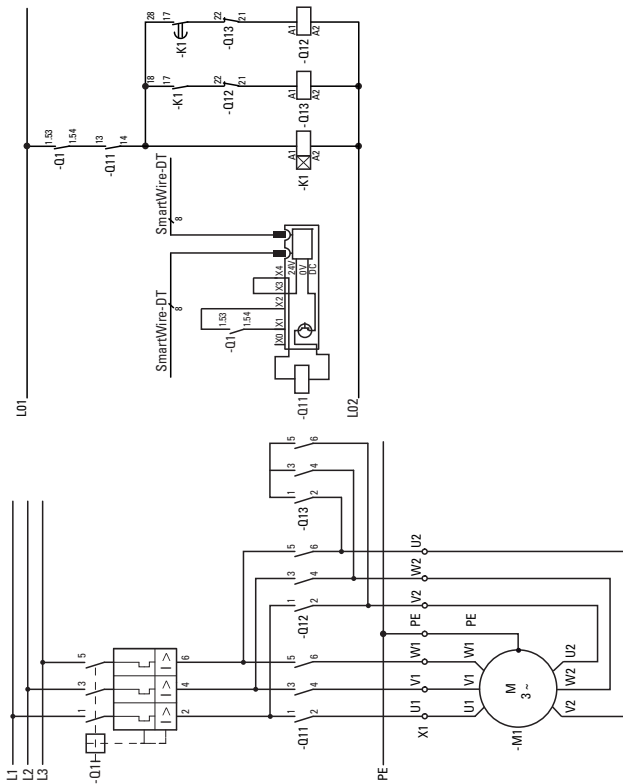 L01
1.53
1.54
-Q1
13
14
-Q11
28
17
-K1
22
21
-Q13
A1
A2
-Q12
18
17
-K1
22
21
-Q12
A1
A2
-Q13
A1
A2
-K1
SmartWire-DT
8
SmartWire-DT
8
1.53
1.54
-Q1
X0
X1
X2
X3
X4
24V
0V
DC
-Q11
L02
L1
L2
L3
-Q1
1
3
5
I>
I>
I>
2
4
6
-Q11
1
2
3
4
5
6
-Q12
1
2
3
4
5
6
-Q13
1
2
3
4
5
6
PE
X1
U1
V1
W1
PE
V2
W2
U2
U1
V1
W1
PE
M
3 ~
-M1
V2
W2
U2